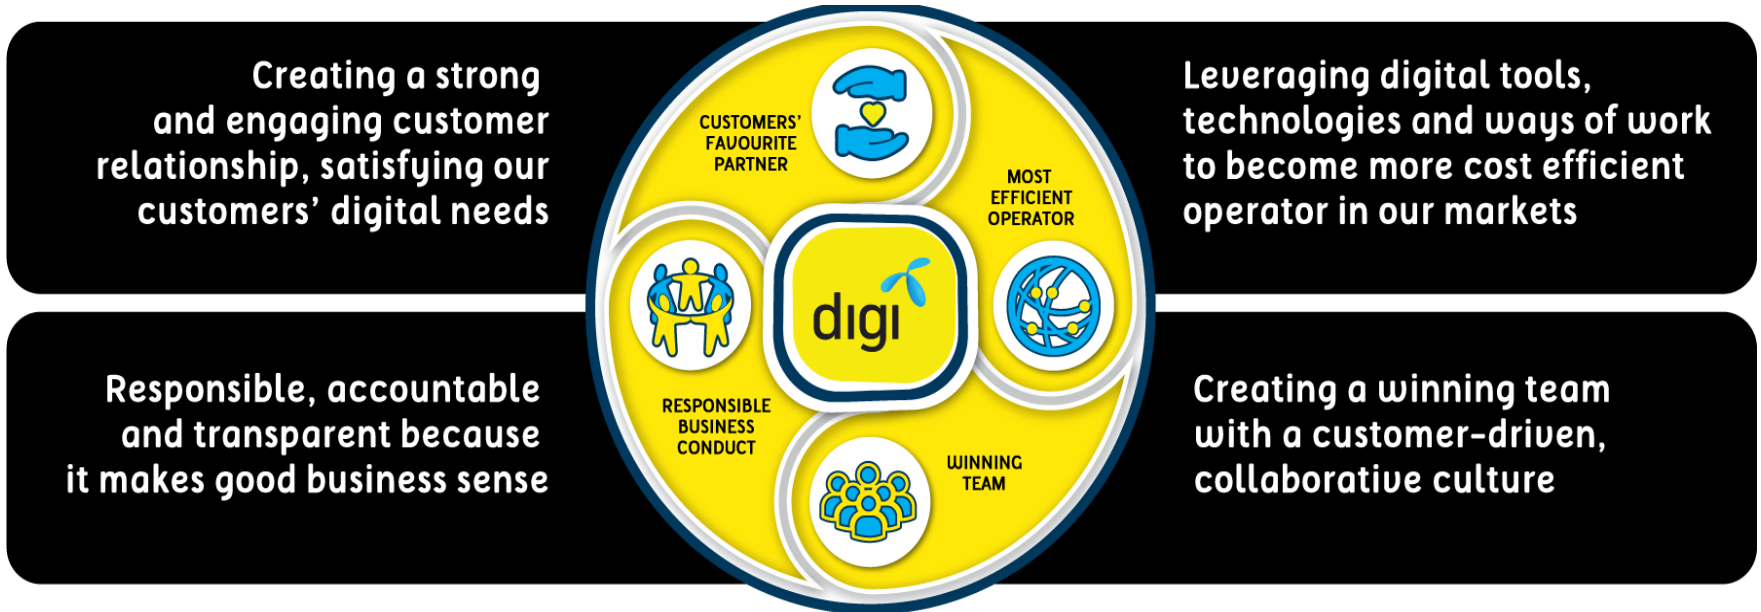 Creating a strong
and engaging customer
relationship, satisfying our
customers' digital needs
Leveraging digital tools,
technologies and ways of work
to become more cost efficient
operator in our markets
CUSTOMERS'
FAVOURITE
PARTNER
MOST
EFFICIENT
OPERATOR
digi
RESPONSIBLE
BUSINESS
CONDUCT
WINNING
TEAM
Responsible, accountable
and transparent because
it makes good business sense
Creating a winning team
with a customer-driven,
collaborative culture